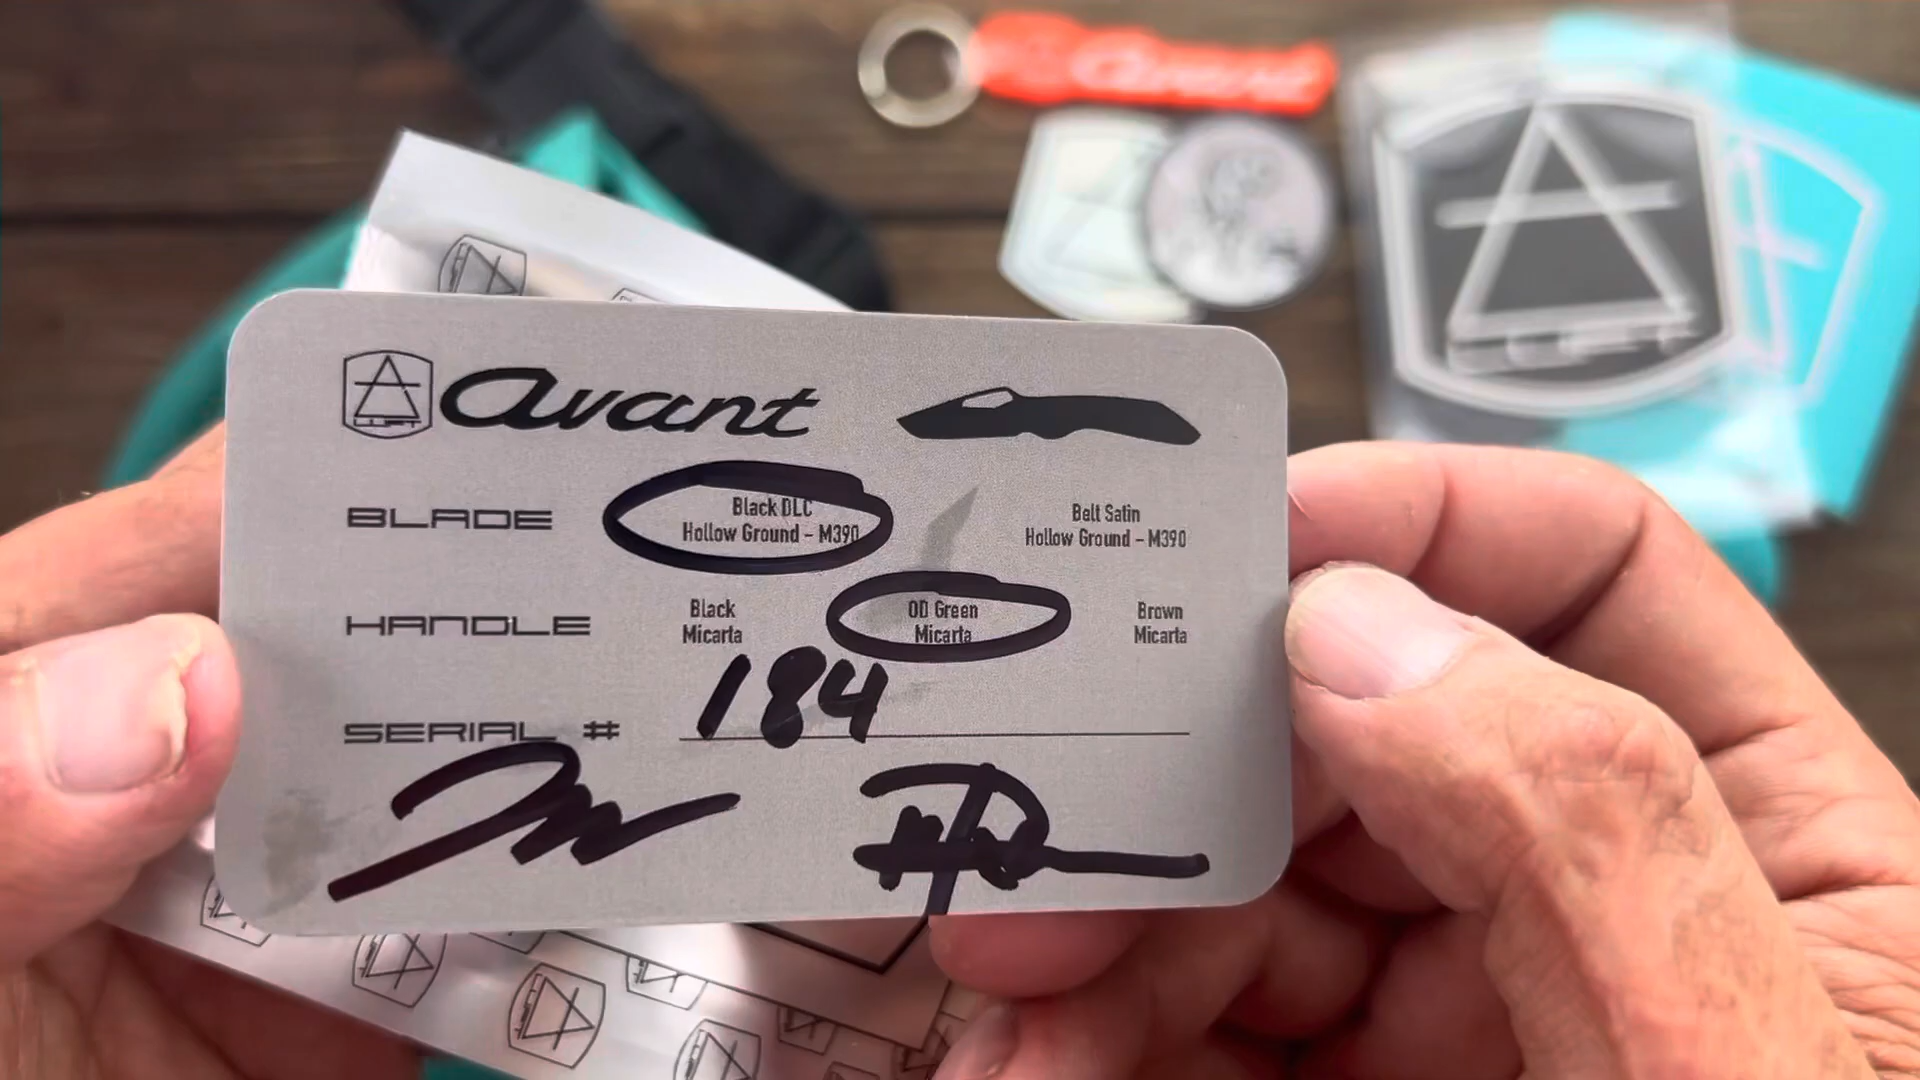 avant
avant
BLADE
Black DLC
Hollow Ground - M390
Belt Satin
Hollow Ground - M390
HANDLE
Black
Micarta
OD Green
Micarta
Brown
Micarta
SERIAL # 184